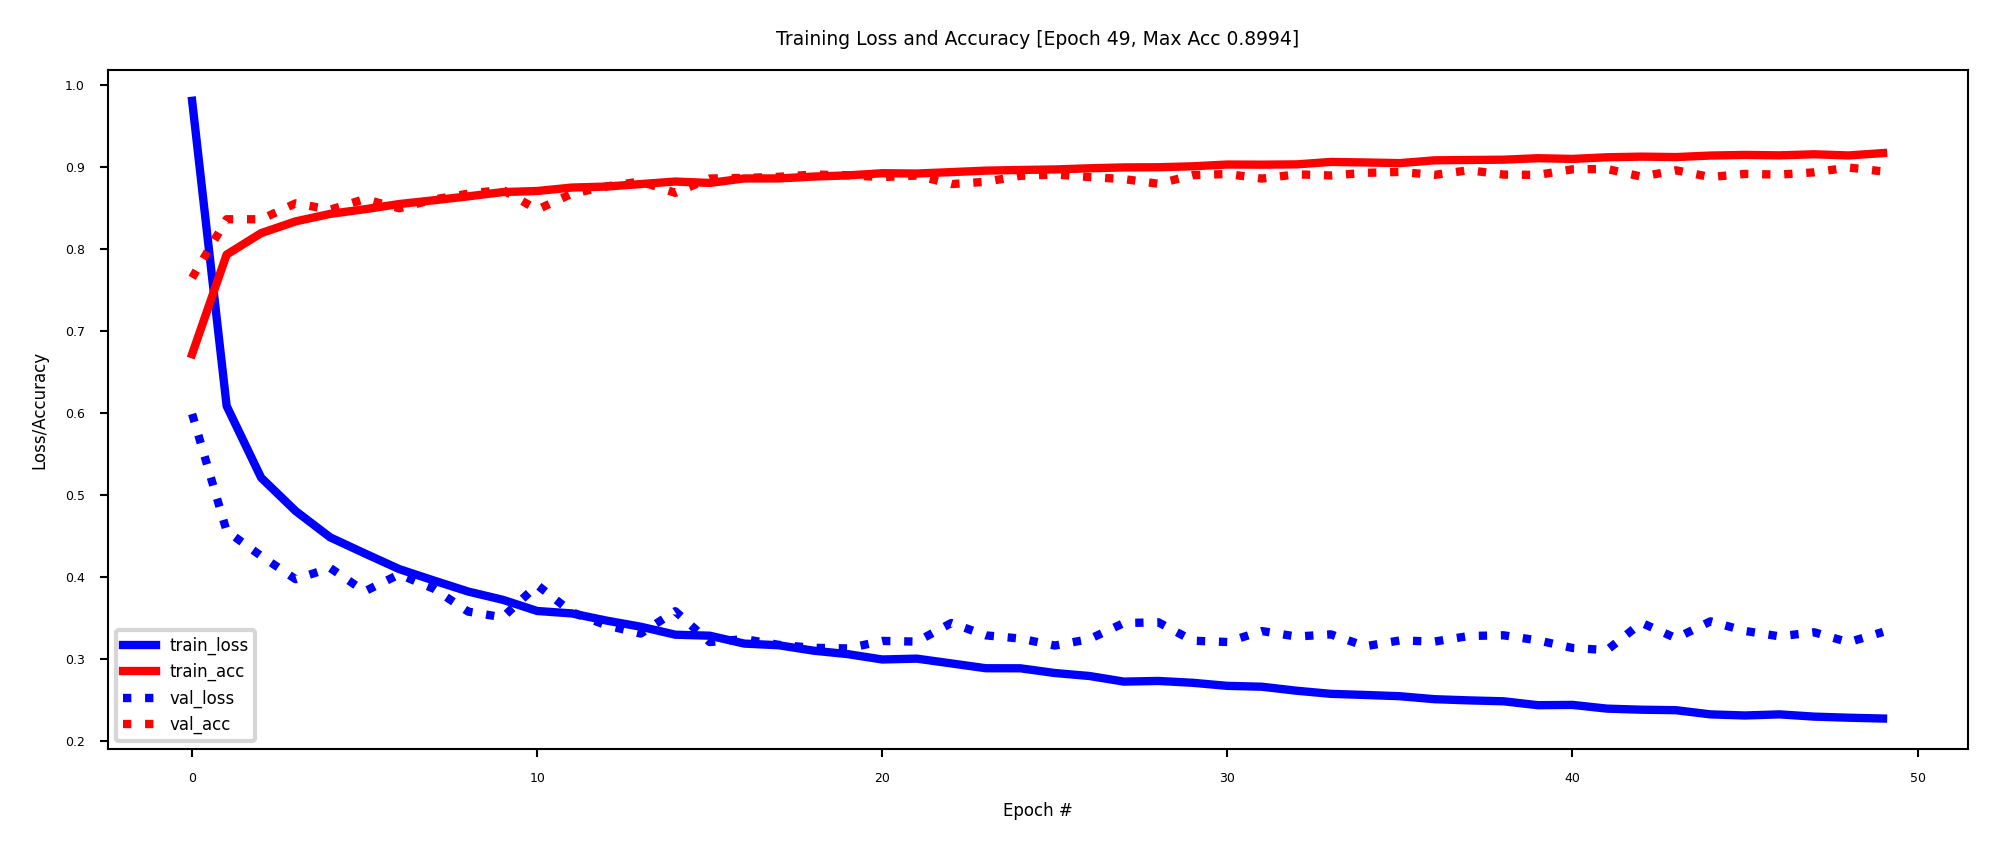 Training Loss and Accuracy [Epoch 49, Max Acc 0.8994]
1.0
0.9
0.8
0.7
0.6
0.5
0.4
0.3
0.2
Loss/Accuracy
train_loss
train_acc
val_loss
val_acc
0 10 20 30 40 50
Epoch #